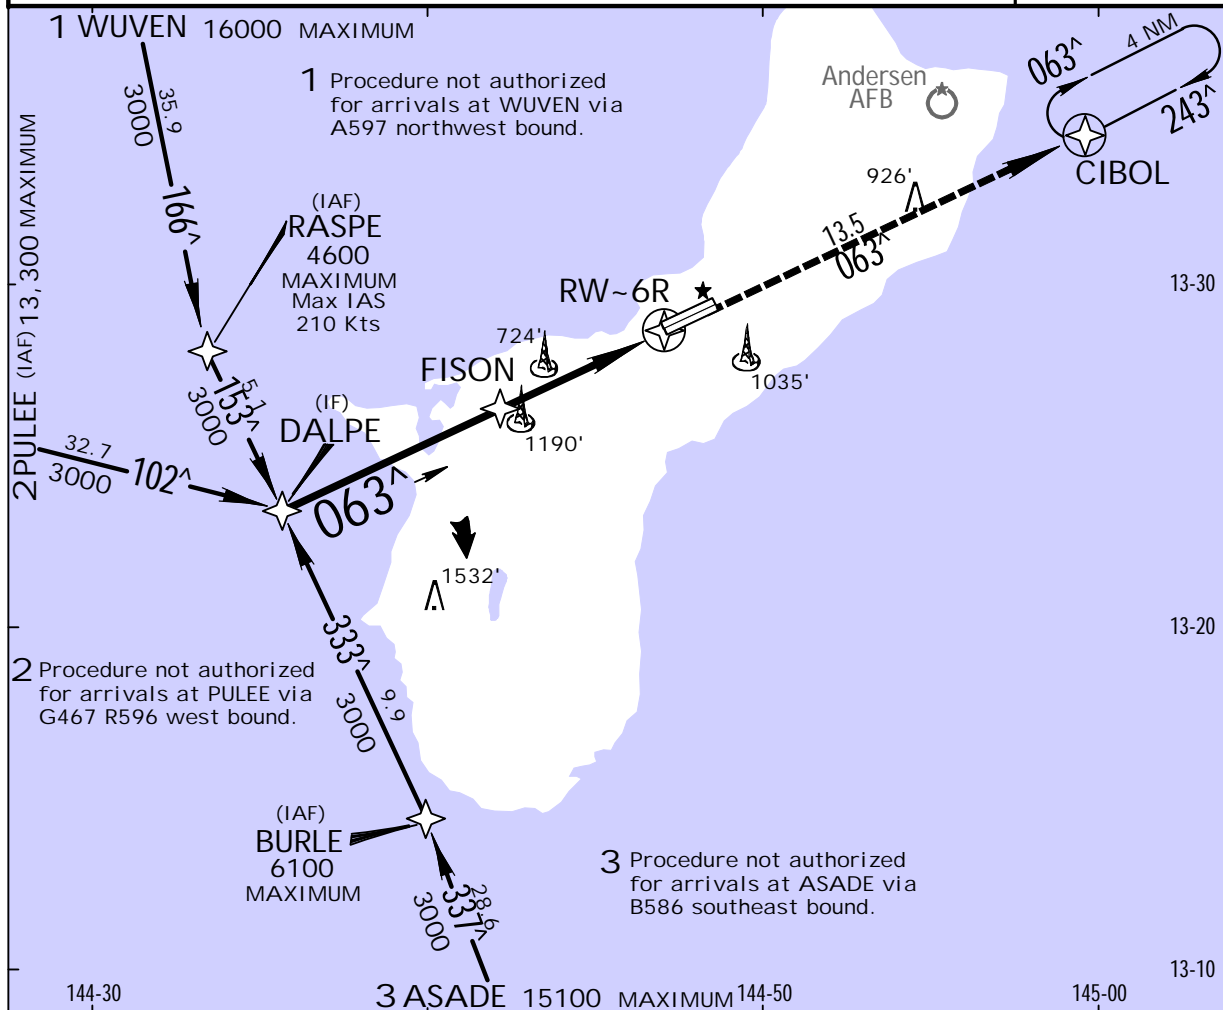 1 WUVEN 16000 MAXIMUM
1 Procedure not authorized
for arrivals at WUVEN via
A597 northwest bound.
35.9
3000
166^
(IAF)
RASPE
4600
MAXIMUM
Max IAS
210 Kts
Andersen
AFB
063^
4 NM
243^
CIBOL
926'
13.5
063^
13-30
RW~6R
724'
FISON
1035'
1190'
2 PULEE (IAF) 13, 300 MAXIMUM
5.1
153^
3000
(IF)
DALPE
32.7
3000
102^
063^
1532'
13-20
333^
9.9
3000
2 Procedure not authorized
for arrivals at PULEE via
G467 R596 west bound.
(IAF)
BURLE
6100
MAXIMUM
3 Procedure not authorized
for arrivals at ASADE via
B586 southeast bound.
28.6
337^
3000
13-10
144-30
3 ASADE 15100 MAXIMUM
144-50
145-00